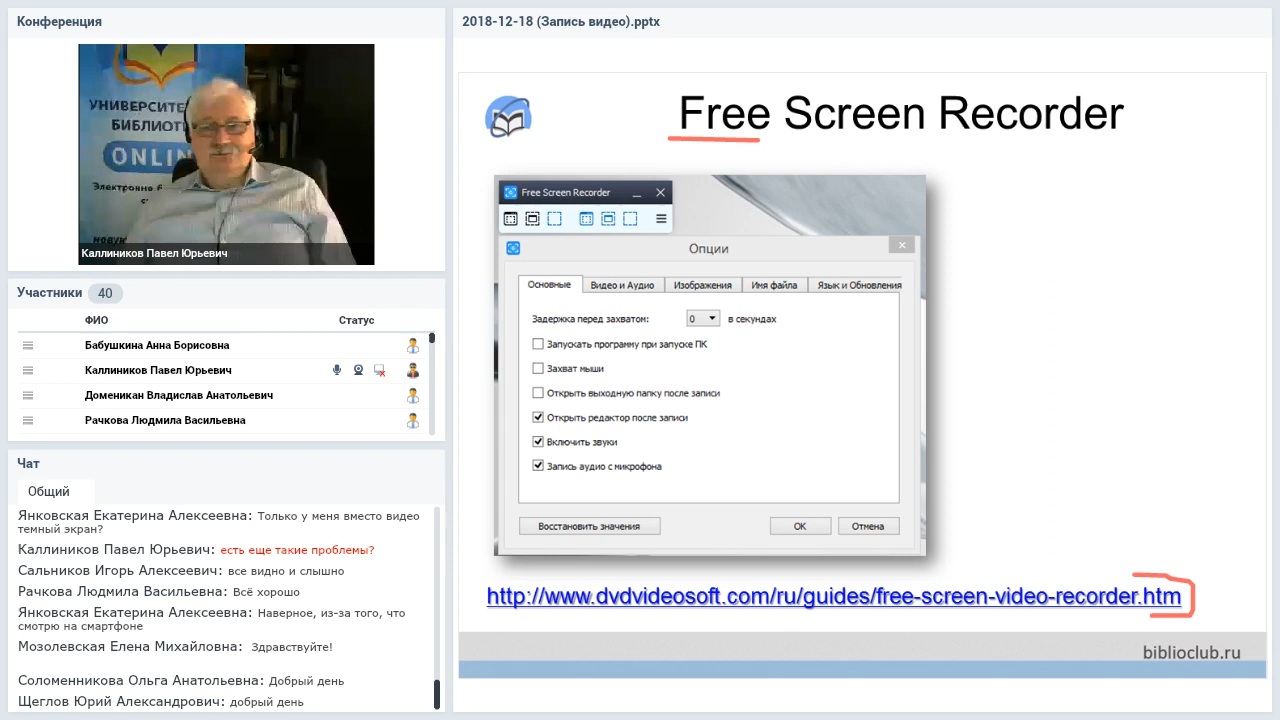 Конференция
УНИВЕРСИТЕ
БИБЛИОТ
ONLIN
Электронно
Каллиников Павел Юрьевич
Участники 40
ФИО Статус
Бабушкина Анна Борисовна
Каллиников Павел Юрьевич
Доменикан Владислав Анатольевич
Рачкова Людмила Васильевна
Чат
Общий
Янковская Екатерина Алексеевна: Только у меня вместо видео
темный экран?
Каллиников Павел Юрьевич: есть еще такие проблемы?
Сальников Игорь Алексеевич: все видно и слышно
Рачкова Людмила Васильевна: Всё хорошо
Янковская Екатерина Алексеевна: Наверное, из-за того, что
смотрю на смартфоне
Мозолевская Елена Михайловна: Здравствуйте!
Соломенникова Ольга Анатольевна: Добрый день
Щеглов Юрий Александрович: добрый день
2018-12-18 (Запись видео).pptx
Free Screen Recorder
Free Screen Recorder
Опции
Основные Видео и Аудио Изображения Имя файла Язык и Обновления
Задержка перед захватом: 0 в секундах
Запускать программу при запуске ПК
Захват мыши
Открыть выходную папку после записи
Открыть редактор после записи
Включить звуки
Запись аудио с микрофона
Восстановить значения OK Отмена
http://www.dvdvideosoft.com/ru/guides/free-screen-video-recorder.htm
biblioclub.ru